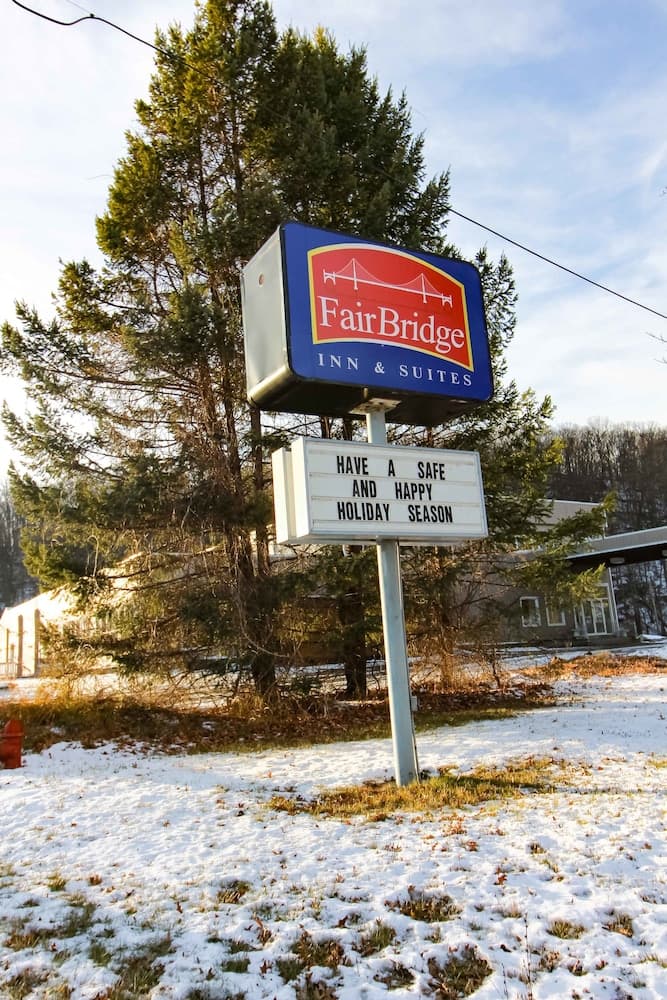 FairBridge
INN & SUITES
HAVE A SAFE
AND HAPPY
HOLIDAY SEASON